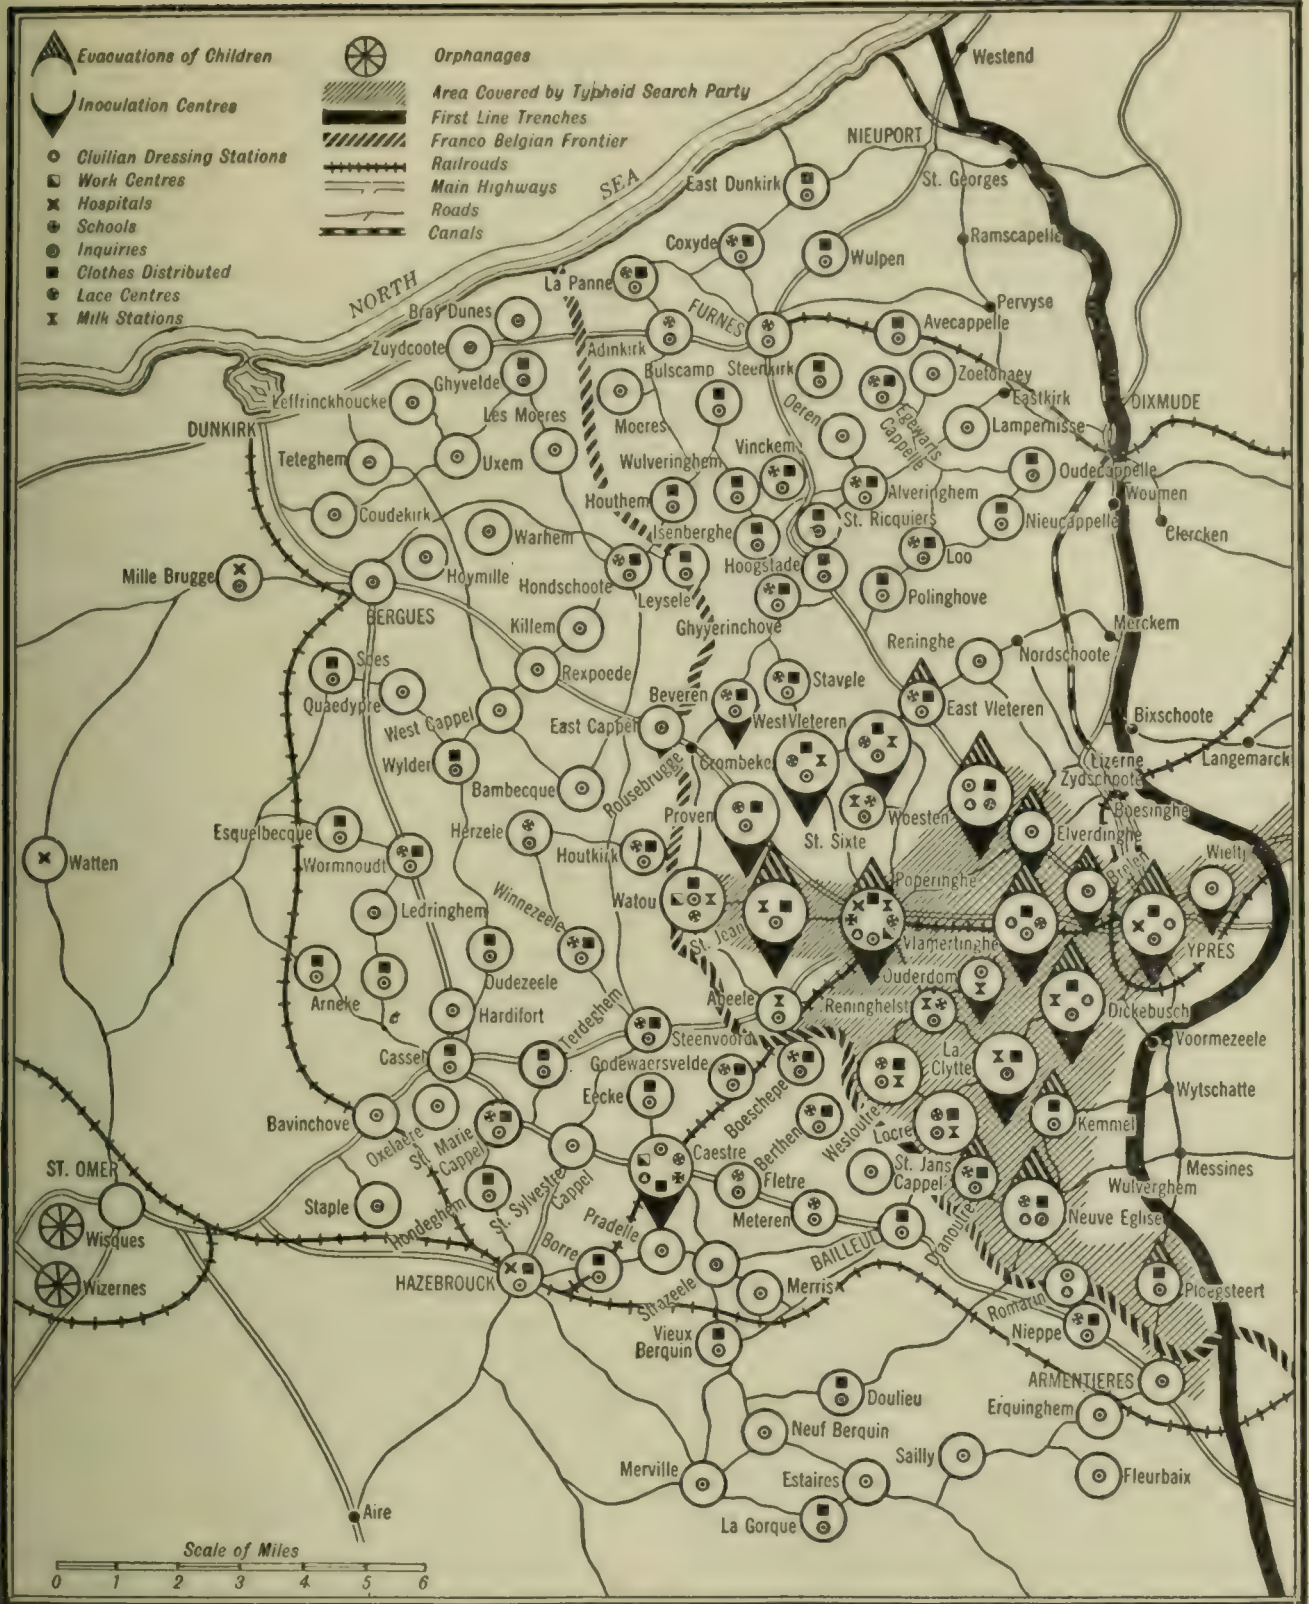 Evacuations of Children
Inoculation Centres
Civilian Dressing Stations
Work Centres
Hospitals
Schools
Inquiries
Clothes Distributed
Lace Centres
Milk Stations
Orphanages
Area Covered by Typheid Search Party
First Line Trenches
Franco Belgian Frontier
Railroads
Main Highways
Roads
Canals
NORTH SEA
Westend
NIEUPORT
St. Georges
East Dunkirk
Ramscapelle
Coxyde
Wulpen
La Panne
Pervyse
Bray Dunes
FURNES
Avecappelle
Zuydcoote
Adinkirk
Bulscamp
Steenkirk
Zoetenaey
Ghyvelde
Eastkirk
Leffrinckhoucke
Les Moeres
Moeres
Oeren
Egewarts Cappelle
Lampernisse
DIXMUDE
DUNKIRK
Teteghem
Uxem
Wulveringhem
Vinckem
Oudecappelle
Houthem
Alveringhem
Woumen
Coudekirk
Warhem
Isenberghe
St. Ricquiers
Nieucappelle
Clercken
Mille Brugge
Hoymille
Hondschoote
Leysele
Hoogstade
Loo
Polinghove
BERGUES
Killem
Ghyverinchove
Merckem
Reninghe
Nordschoote
Soes
Quaedypre
Rexpoede
Beveren
Stavele
West Cappel
East Cappel
West Vleteren
East Vleteren
Bixschoote
Wylder
Rousebrugge
Crombeke
Lizerne
Zydschoote
Langemarck
Bambecque
Proven
St. Sixte
Woesten
Boesinghe
Esquelbecque
Herzele
Elverdinghe
Watten
Wormhoudt
Houtkirk
Brelen
Wieltj
Ledringhem
Winnezeele
Watou
St. Jean
Poperinghe
Vlamertinghe
YPRES
Arneke
Oudezeele
Abeele
Reninghelst
Ouderdom
Dickebusch
Hardifort
Terdeghem
Steenvoord
Voormezeele
Cassel
Godewaersvelde
La Clytte
Eecke
Boeschepe
Wytschatte
Bavinchove
Oxelaere
St. Marie Cappel
Berthen
Westoutre
Locre
Kemmel
Caestre
ST. OMER
Staple
Hondeghem
St. Sylvestre Cappel
Fletre
St. Jans Cappel
Messines
Wulverghem
Wisques
Pradelle
Meteren
BAILLEUL
Dranoutre
Neuve Eglise
Wizernes
HAZEBROUCK
Borre
Strazeele
Merris
Romarin
Ploegsteert
Vieux Berquin
Nieppe
ARMENTIERES
Doulieu
Erquinghem
Neuf Berquin
Sailly
Merville
Estaires
Fleurbaix
Aire
La Gorque
Scale of Miles
0 1 2 3 4 5 6